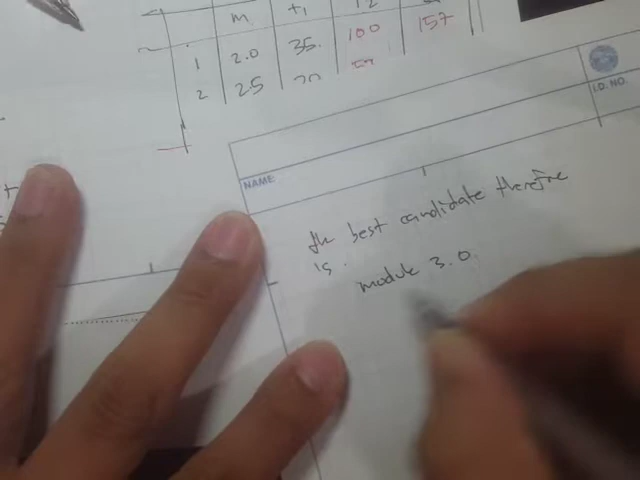 m t1
1 2.0 35. 100 157
2 25
NAME
I.D. NO.
the best candidate therefore
is.
module 3.0.